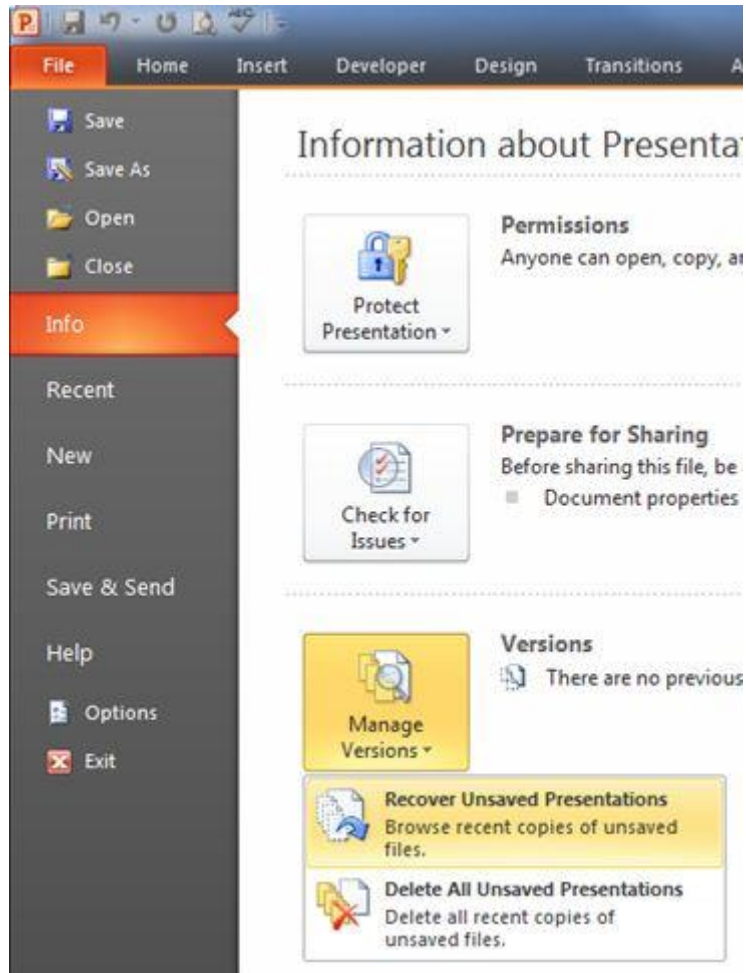 P
ABC
File Home Insert Developer Design Transitions A
Save
Save As
Open
Close
Info
Recent
New
Print
Save & Send
Help
Options
Exit
Information about Presenta
Permissions
Anyone can open, copy, a
Protect
Presentation
Prepare for Sharing
Before sharing this file, be
Document properties
Check for
Issues
Versions
There are no previous
Manage
Versions
Recover Unsaved Presentations
Browse recent copies of unsaved
files.
Delete All Unsaved Presentations
Delete all recent copies of
unsaved files.